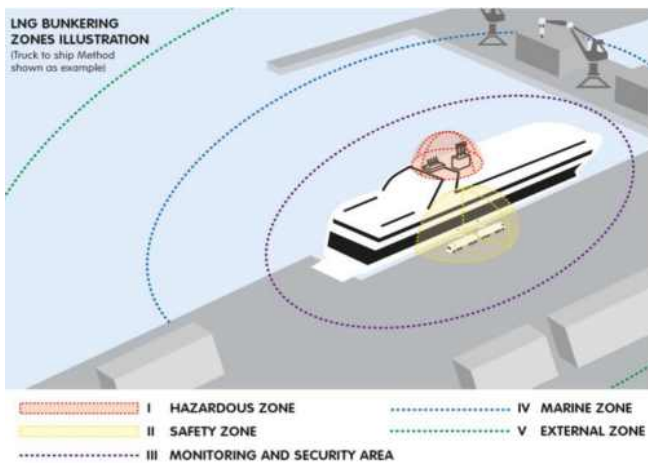 LNG BUNKERING
ZONES ILLUSTRATION
(Truck to ship Method
shown as example)
I HAZARDOUS ZONE
II SAFETY ZONE
III MONITORING AND SECURITY AREA
IV MARINE ZONE
V EXTERNAL ZONE